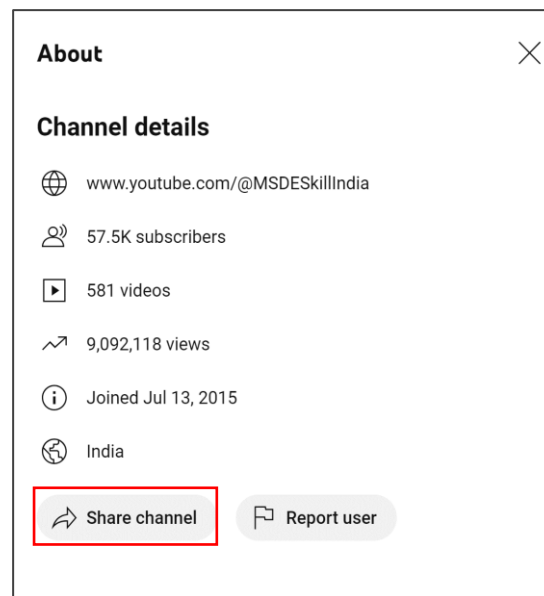 About
Channel details
www.youtube.com/@MSDESkillIndia
57.5K subscribers
581 videos
9,092,118 views
Joined Jul 13, 2015
India
Share channel Report user